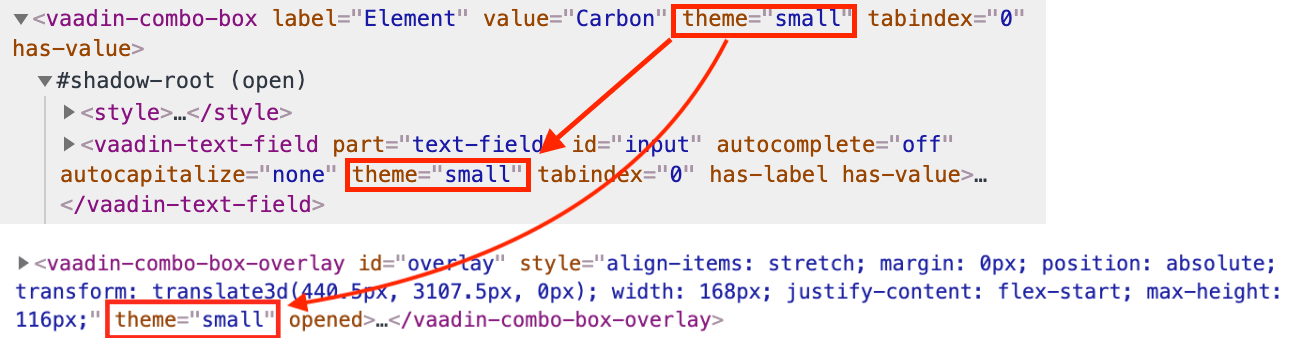 ▼<vaadin-combo-box label="Element" value="Carbon" theme="small" tabindex="0"
has-value>
▼#shadow-root (open)
▶<style>…</style>
▶<vaadin-text-field part="text-field" id="input" autocomplete="off"
autocapitalize="none" theme="small" tabindex="0" has-label has-value>…
</vaadin-text-field>
▶<vaadin-combo-box-overlay id="overlay" style="align-items: stretch; margin: 0px; position: absolute;
transform: translate3d(440.5px, 3107.5px, 0px); width: 168px; justify-content: flex-start; max-height:
116px;" theme="small" opened>…</vaadin-combo-box-overlay>